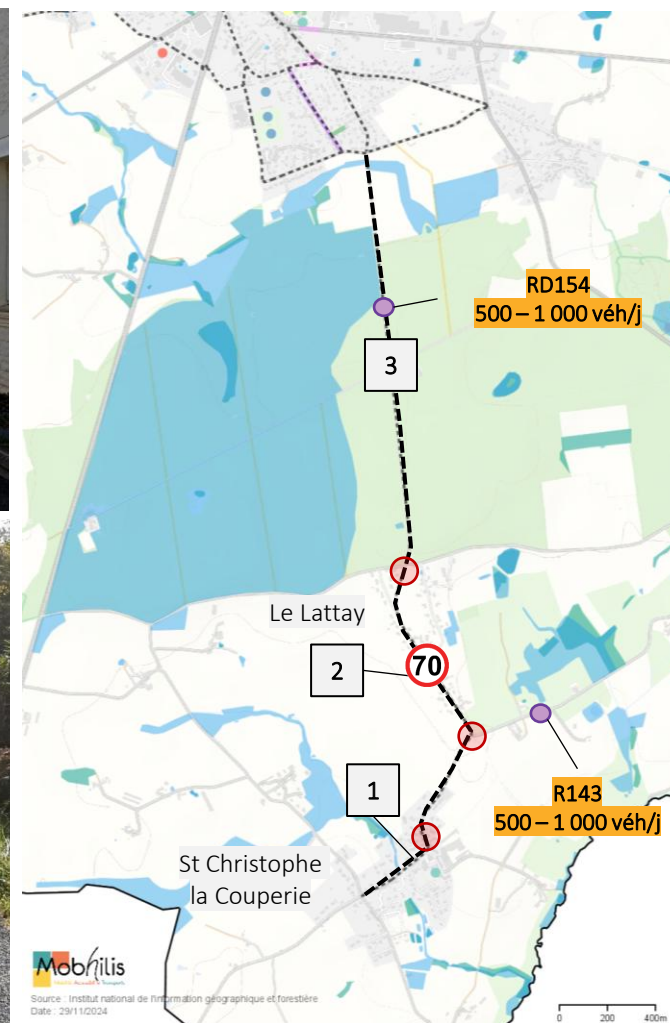 RD154
500 – 1 000 véh/j
3
Le Lattay
70
2
1
R143
500 – 1 000 véh/j
St Christophe
la Couperie
Mobhilis
Source : Institut national de l'information géographique et forestière
Date : 29/11/2024
0 200 400m